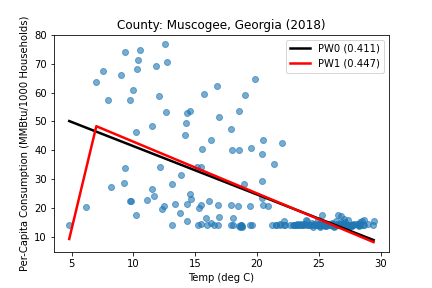 County: Muscogee, Georgia (2018)
Per-Capita Consumption (MMBtu/1000 Households)
80
70
60
50
40
30
20
10
PW0 (0.411)
PW1 (0.447)
5 10 15 20 25 30
Temp (deg C)